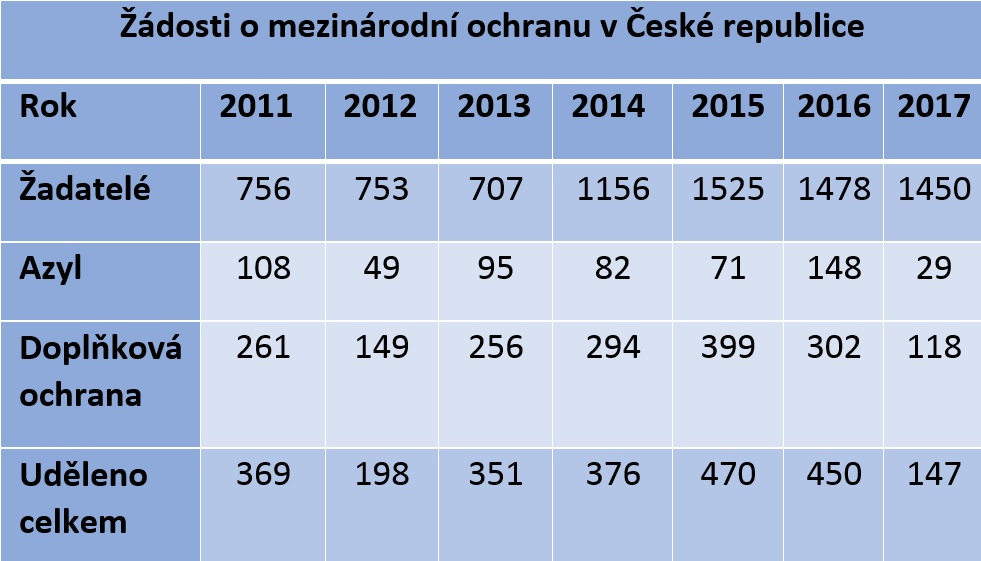 Žádosti o mezinárodní ochranu v České republice
Rok 2011 2012 2013 2014 2015 2016 2017
Žadatelé 756 753 707 1156 1525 1478 1450
Azyl 108 49 95 82 71 148 29
Doplňková 261 149 256 294 399 302 118
ochrana
Uděleno 369 198 351 376 470 450 147
celkem